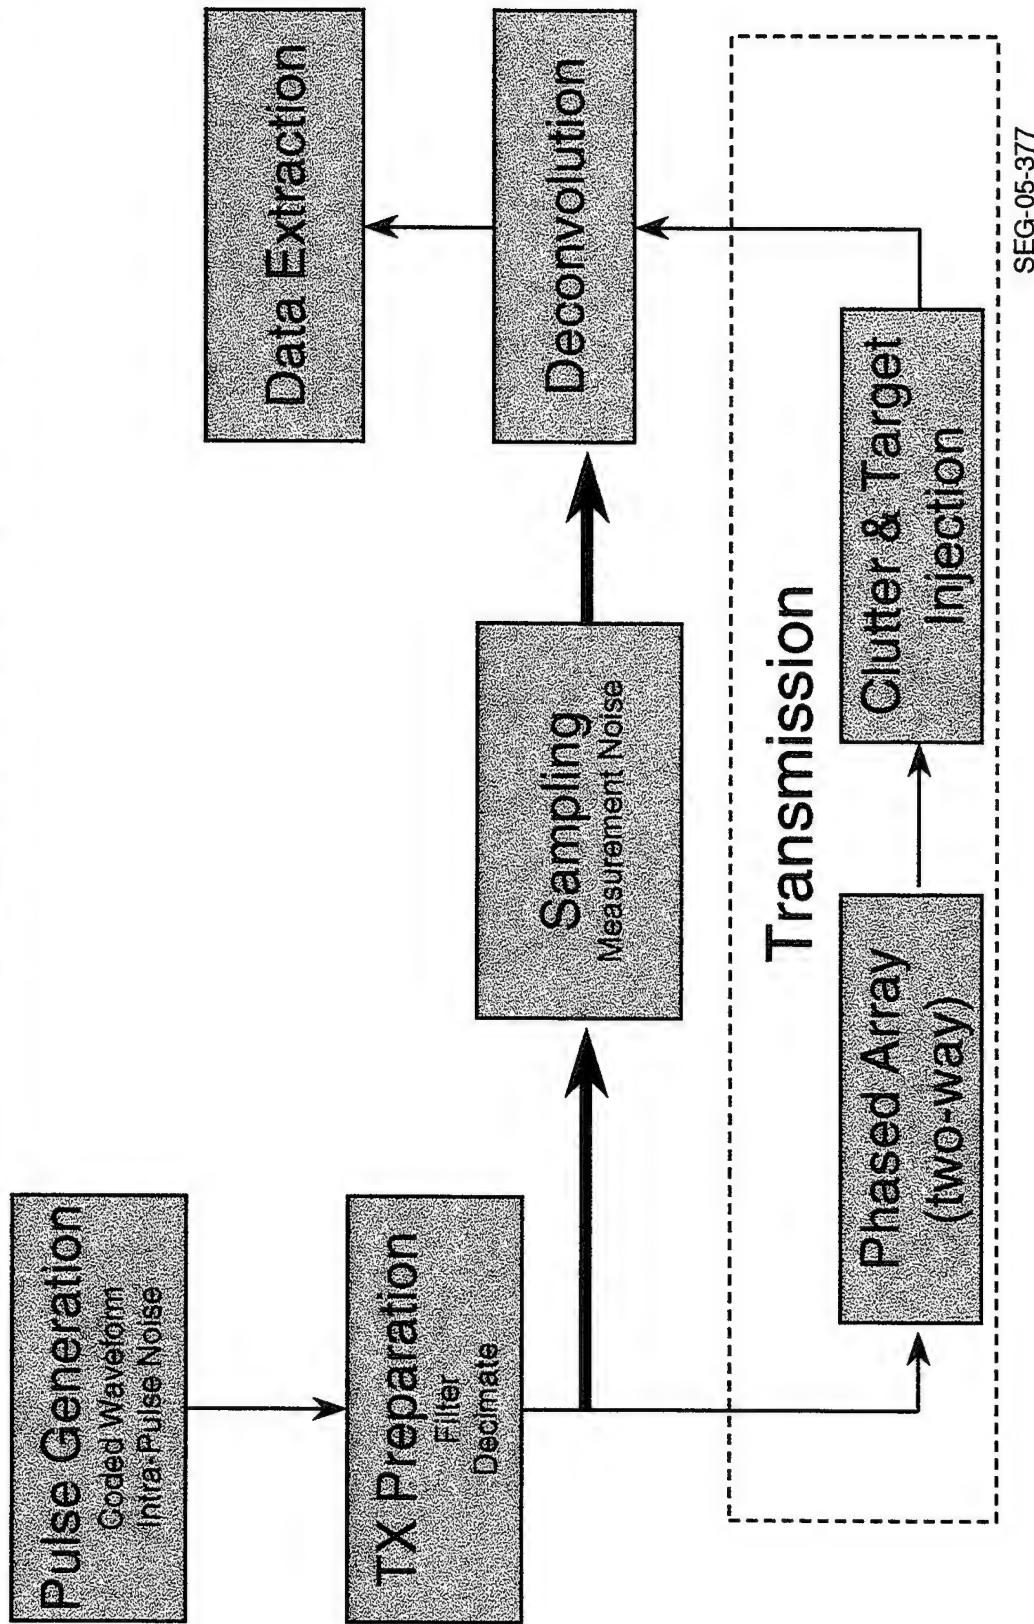 Pulse Generation
Coded Waveform
Intra-Pulse Noise
TX Preparation
Filter
Decimate
Sampling
Measurement Noise
Deconvolution
Data Extraction
Transmission
Phased Array
(two-way)
Clutter & Target
Injection
SEG-05-377